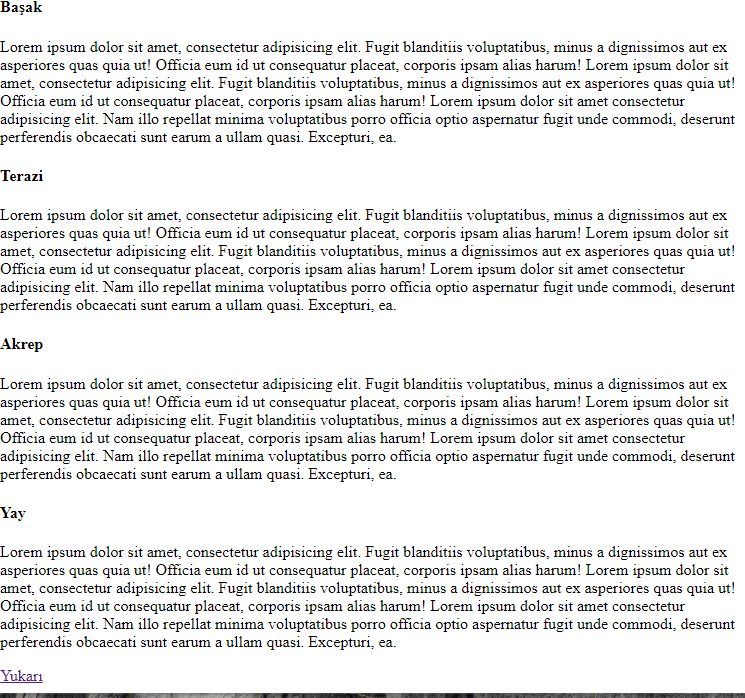 Başak
Lorem ipsum dolor sit amet, consectetur adipisicing elit. Fugit blanditiis voluptatibus, minus a dignissimos aut ex
asperiores quas quia ut! Officia eum id ut consequatur placeat, corporis ipsam alias harum! Lorem ipsum dolor sit
amet, consectetur adipisicing elit. Fugit blanditiis voluptatibus, minus a dignissimos aut ex asperiores quas quia ut!
Officia eum id ut consequatur placeat, corporis ipsam alias harum! Lorem ipsum dolor sit amet consectetur
adipisicing elit. Nam illo repellat minima voluptatibus porro officia optio aspernatur fugit unde commodi, deserunt
perferendis obcaecati sunt earum a ullam quasi. Excepturi, ea.
Terazi
Lorem ipsum dolor sit amet, consectetur adipisicing elit. Fugit blanditiis voluptatibus, minus a dignissimos aut ex
asperiores quas quia ut! Officia eum id ut consequatur placeat, corporis ipsam alias harum! Lorem ipsum dolor sit
amet, consectetur adipisicing elit. Fugit blanditiis voluptatibus, minus a dignissimos aut ex asperiores quas quia ut!
Officia eum id ut consequatur placeat, corporis ipsam alias harum! Lorem ipsum dolor sit amet consectetur
adipisicing elit. Nam illo repellat minima voluptatibus porro officia optio aspernatur fugit unde commodi, deserunt
perferendis obcaecati sunt earum a ullam quasi. Excepturi, ea.
Akrep
Lorem ipsum dolor sit amet, consectetur adipisicing elit. Fugit blanditiis voluptatibus, minus a dignissimos aut ex
asperiores quas quia ut! Officia eum id ut consequatur placeat, corporis ipsam alias harum! Lorem ipsum dolor sit
amet, consectetur adipisicing elit. Fugit blanditiis voluptatibus, minus a dignissimos aut ex asperiores quas quia ut!
Officia eum id ut consequatur placeat, corporis ipsam alias harum! Lorem ipsum dolor sit amet consectetur
adipisicing elit. Nam illo repellat minima voluptatibus porro officia optio aspernatur fugit unde commodi, deserunt
perferendis obcaecati sunt earum a ullam quasi. Excepturi, ea.
Yay
Lorem ipsum dolor sit amet, consectetur adipisicing elit. Fugit blanditiis voluptatibus, minus a dignissimos aut ex
asperiores quas quia ut! Officia eum id ut consequatur placeat, corporis ipsam alias harum! Lorem ipsum dolor sit
amet, consectetur adipisicing elit. Fugit blanditiis voluptatibus, minus a dignissimos aut ex asperiores quas quia ut!
Officia eum id ut consequatur placeat, corporis ipsam alias harum! Lorem ipsum dolor sit amet consectetur
adipisicing elit. Nam illo repellat minima voluptatibus porro officia optio aspernatur fugit unde commodi, deserunt
perferendis obcaecati sunt earum a ullam quasi. Excepturi, ea.
Yukarı